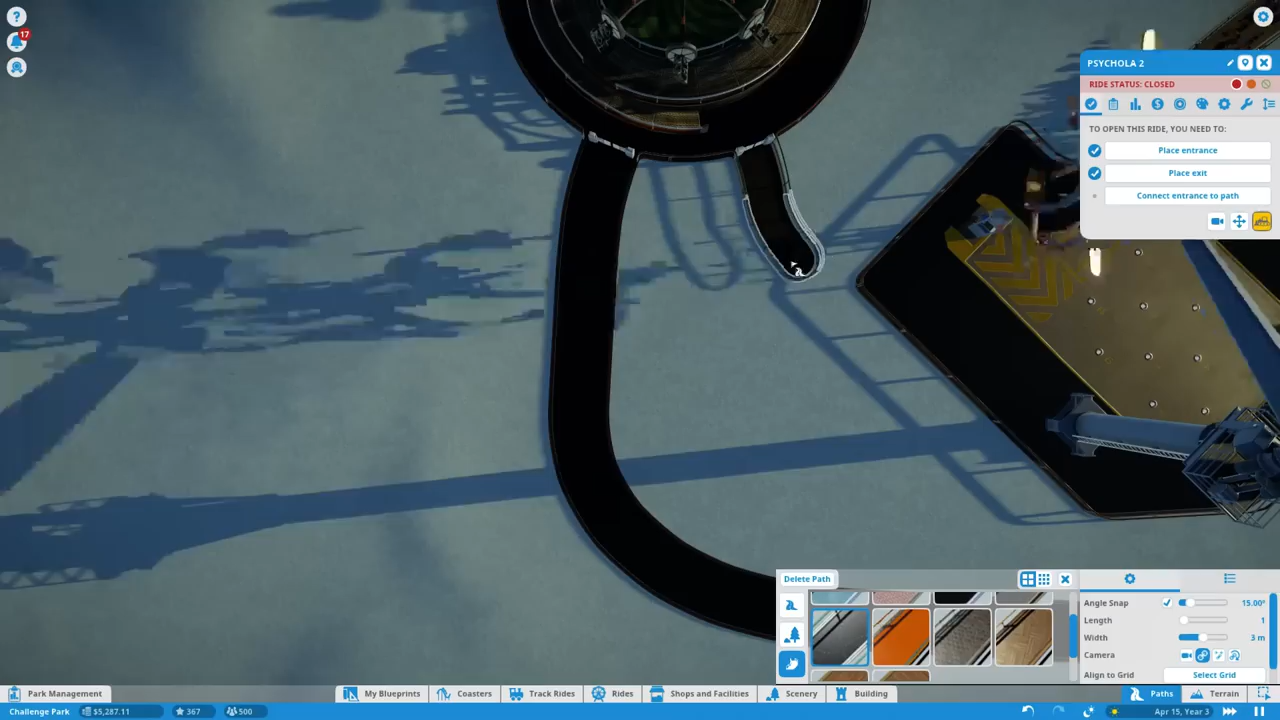 ?
17
PSYCHOLA 2
RIDE STATUS: CLOSED
TO OPEN THIS RIDE, YOU NEED TO:
Place entrance
Place exit
Connect entrance to path
Delete Path
Angle Snap 15.00°
Length 1
Width 3 m
Camera
Align to Grid Select Grid
Park Management My Blueprints Coasters Track Rides Rides Shops and Facilities Scenery Building Paths Terrain
Challenge Park $5,287.11 367 500 Apr 15, Year 3